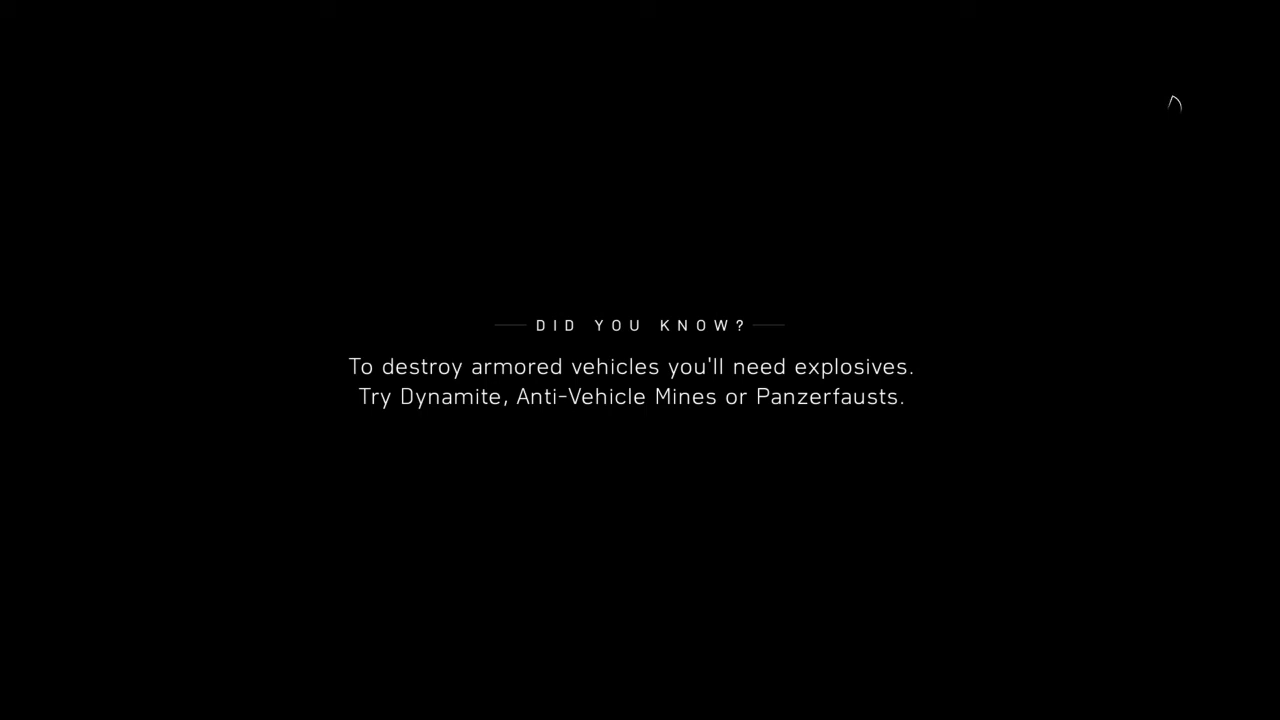 DID YOU KNOW?
To destroy armored vehicles you'll need explosives.
Try Dynamite, Anti-Vehicle Mines or Panzerfausts.